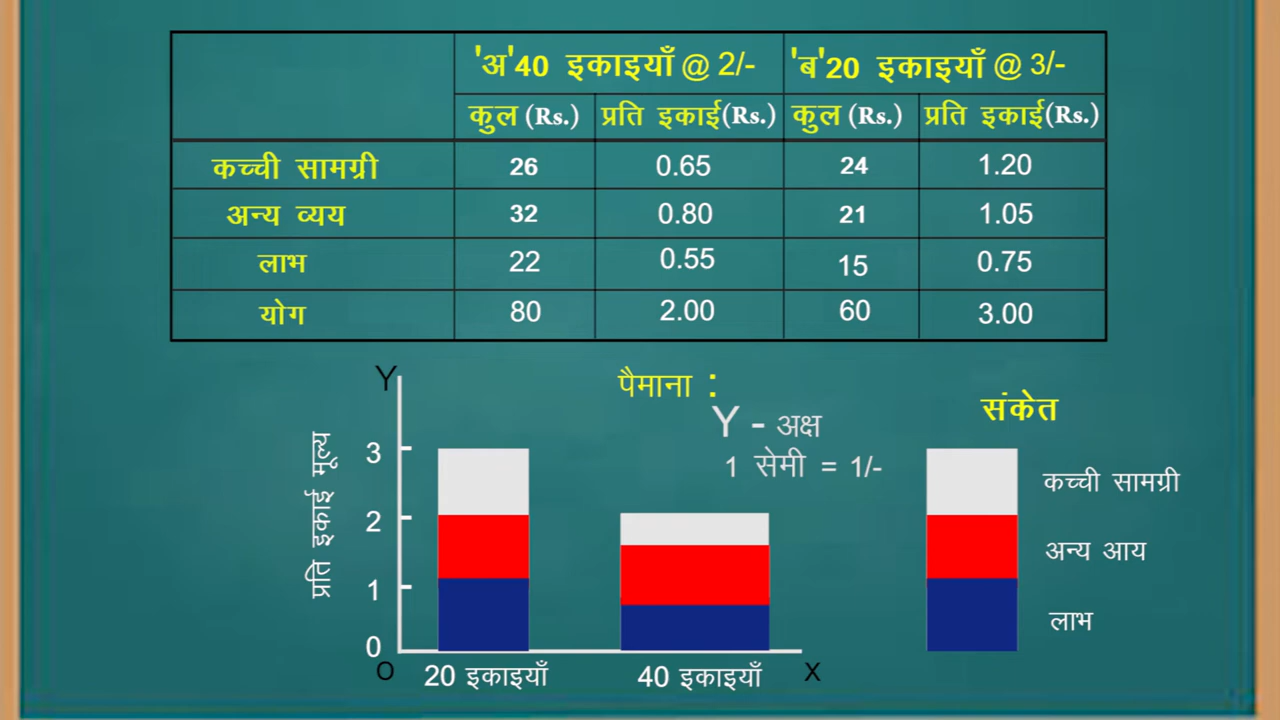 'अ'40 इकाइयाँ @ 2/- 'ब'20 इकाइयाँ @ 3/-
कुल (Rs.) प्रति इकाई(Rs.) कुल (Rs.) प्रति इकाई(Rs.)
कच्ची सामग्री 26 0.65 24 1.20
अन्य व्यय 32 0.80 21 1.05
लाभ 22 0.55 15 0.75
योग 80 2.00 60 3.00
पैमाना :
Y - अक्ष
1 सेमी = 1/-
Y
प्रति इकाई मूल्य
3
2
1
0
O
20 इकाइयाँ
40 इकाइयाँ
X
संकेत
कच्ची सामग्री
अन्य आय
लाभ